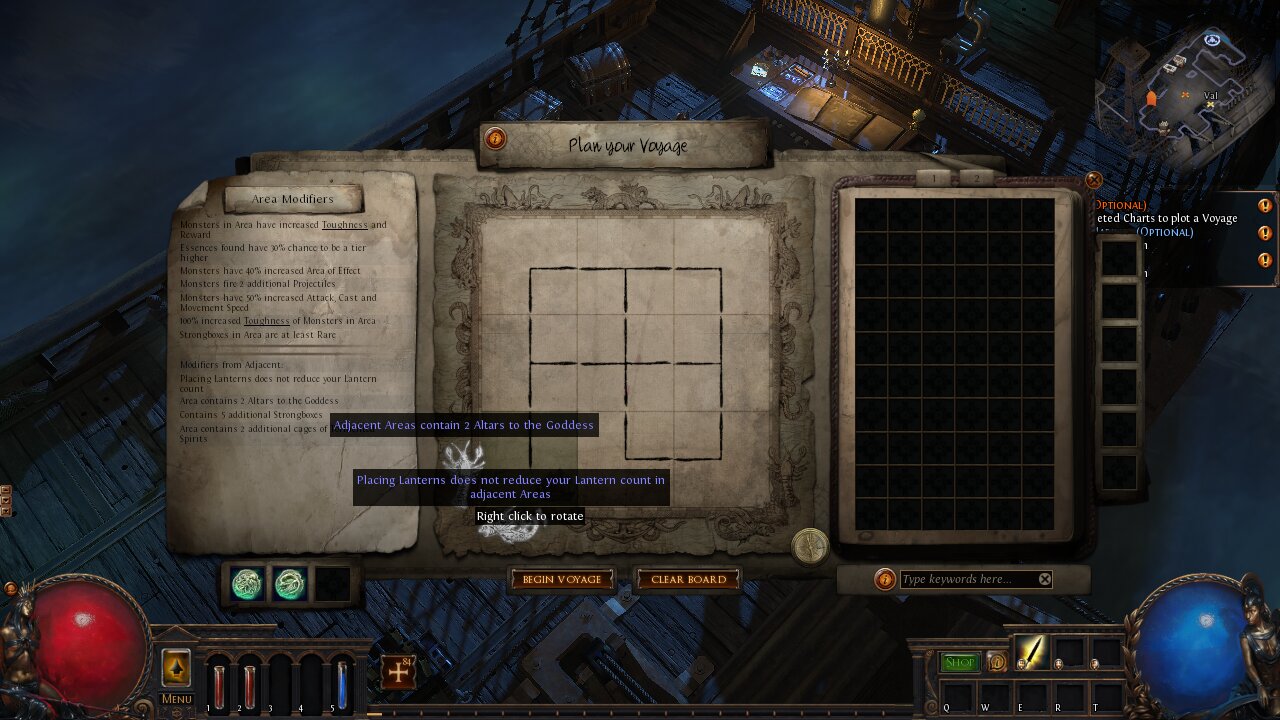 Plan your Voyage
1
2
Area Modifiers
Monsters in Area have increased Toughness and
Reward
Essences found have 30% chance to be a tier
higher
Monsters have 40% increased Area of Effect
Monsters fire 2 additional Projectiles
Monsters have 50% increased Attack, Cast and
Movement Speed
100% increased Toughness of Monsters in Area
Strongboxes in Area are at least Rare
Modifiers from Adjacent:
Placing Lanterns does not reduce your Lantern
count
Area contains 2 Altars to the Goddess
Contains 5 additional Strongboxes
Area contains 2 additional cages of
Spirits
Adjacent Areas contain 2 Altars to the Goddess
Placing Lanterns does not reduce your Lantern count in
adjacent Areas
Right click to rotate
Val
OPTIONAL)
eted Charts to plot a Voyage
(OPTIONAL)
BEGIN VOYAGE
CLEAR BOARD
Type keywords here...
MENU
1
2
3
4
5
84
SHOP
Q
W
E
R
T